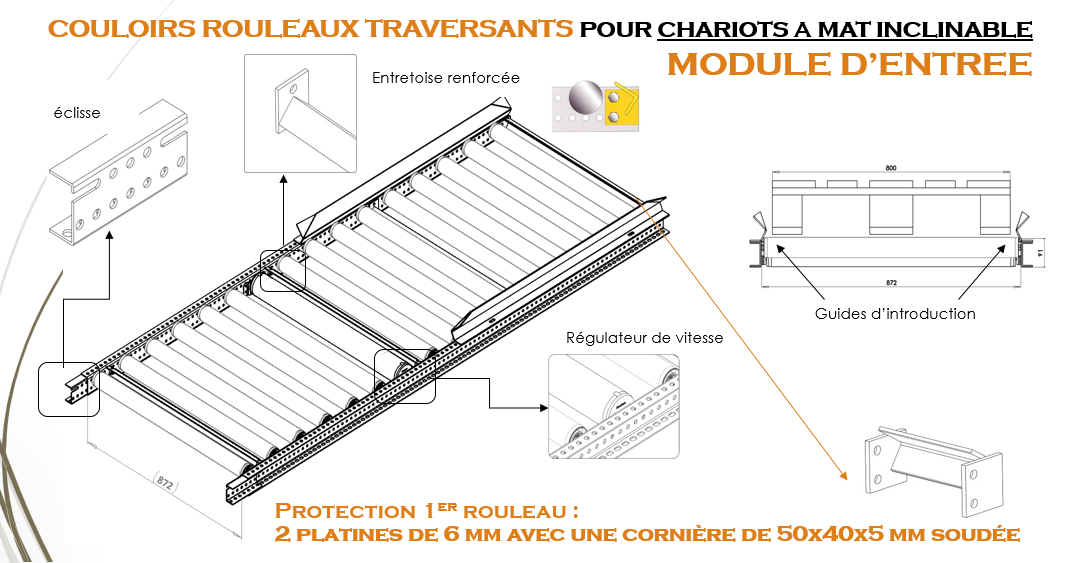 COULOIRS ROULEAUX TRAVERSANTS POUR CHARIOTS A MAT INCLINABLE
MODULE D'ENTREE
Entretoise renforcée
éclisse
800
91
872
Guides d'introduction
Régulateur de vitesse
872
PROTECTION 1ER ROULEAU :
2 PLATINES DE 6 MM AVEC UNE CORNIÈRE DE 50X40X5 MM SOUDÉE